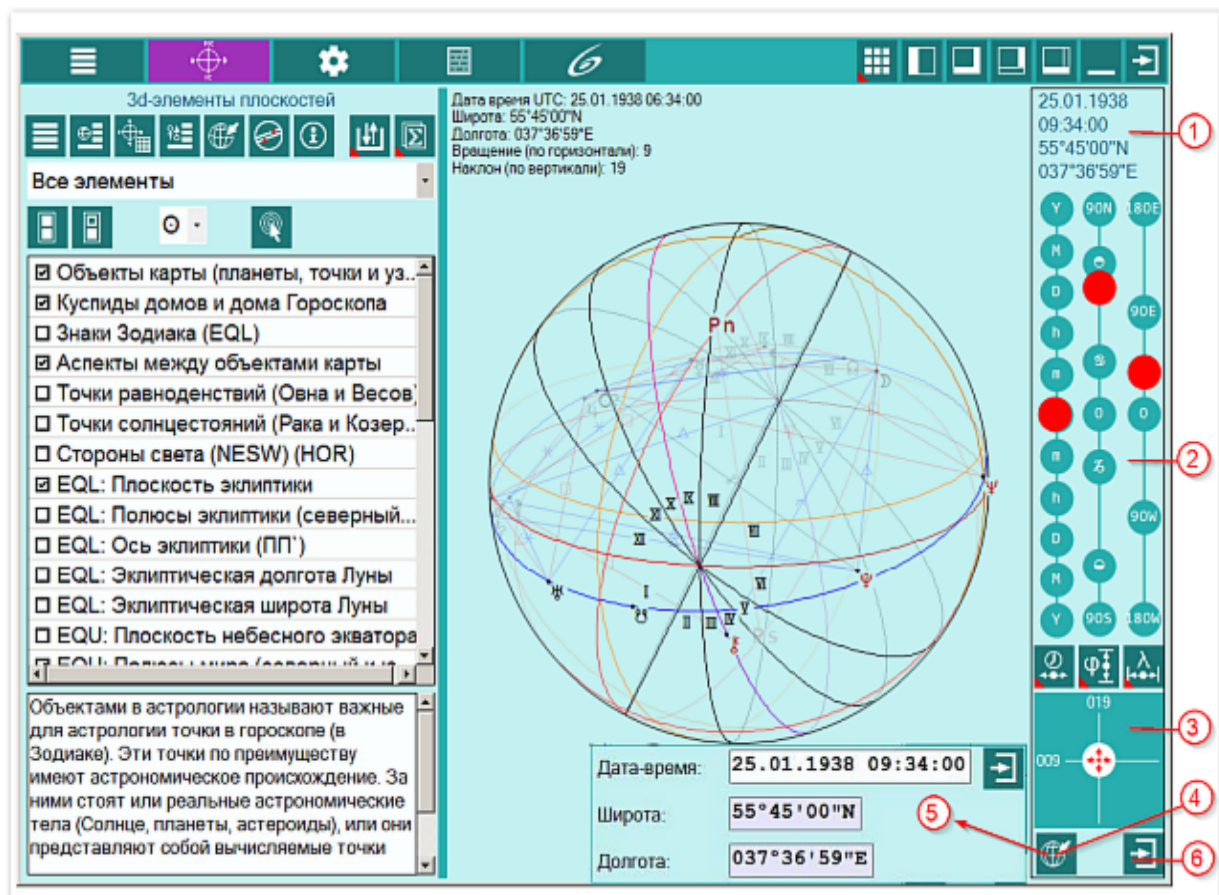 3d-элементы плоскостей
Все элементы
Объекты карты (планеты, точки и уз..
Куспиды домов и дома Гороскопа
Знаки Зодиака (EQL)
Аспекты между объектами карты
Точки равноденствий (Овна и Весов)
Точки солнцестояний (Рака и Козер..
Стороны света (NESW) (HOR)
EQL: Плоскость эклиптики
EQL: Полюсы эклиптики (северный...
EQL: Ось эклиптики (ПП`)
EQL: Эклиптическая долгота Луны
EQL: Эклиптическая широта Луны
EQU: Плоскость небесного экватора
EQU: Полюсы мира (северный и ю
Объектами в астрологии называют важные
для астрологии точки в гороскопе (в
Зодиаке). Эти точки по преимуществу
имеют астрономическое происхождение. За
ними стоят или реальные астрономические
тела (Солнце, планеты, астероиды), или они
представляют собой вычисляемые точки
Дата время UTC: 25.01.1938 06:34:00
Широта: 55°45'00"N
Долгота: 037°36'59"E
Вращение (по горизонтали): 9
Наклон (по вертикали): 19
Pn
Ps
Дата-время: 25.01.1938 09:34:00
Широта: 55°45'00"N
Долгота: 037°36'59"E
25.01.1938
09:34:00
55°45'00"N
037°36'59"E
Y 90N 180E
M
D 90E
h
m
0 0
m
h 90W
D
M
Y 90S 180W
φ λ
019
009
1
2
3
4
5
6